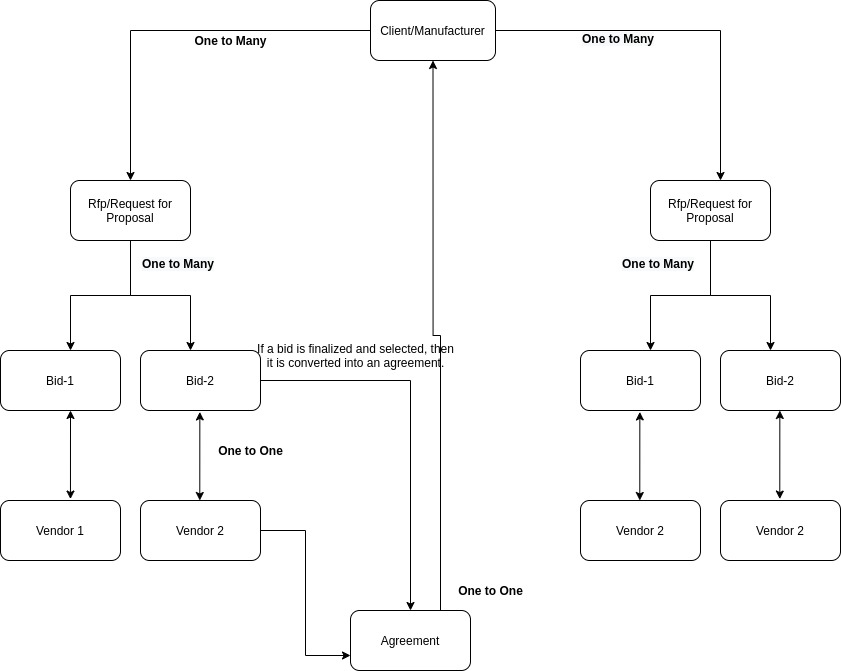 Client/Manufacturer
One to Many
One to Many
Rfp/Request for
Proposal
Rfp/Request for
Proposal
One to Many
One to Many
If a bid is finalized and selected, then
it is converted into an agreement.
Bid-1
Bid-2
Bid-1
Bid-2
One to One
Vendor 1
Vendor 2
Vendor 2
Vendor 2
One to One
Agreement